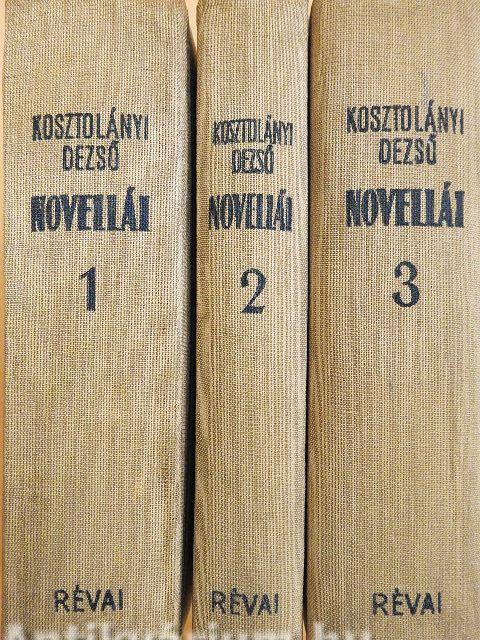 KOSZTOLÁNYI
DEZSŐ
NOVELLÁI
1
RÉVAI
KOSZTOLÁNYI
DEZSŐ
NOVELLÁI
2
RÉVAI
KOSZTOLÁNYI
DEZSŐ
NOVELLÁI
3
RÉVAI